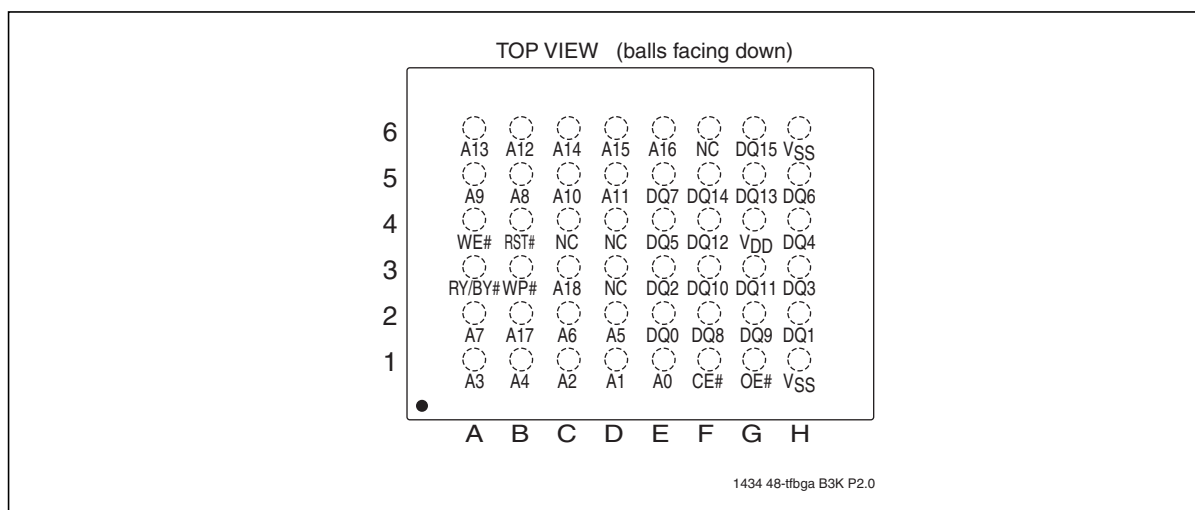 TOP VIEW (balls facing down)
6
A13 A12 A14 A15 A16 NC DQ15 VSS
5
A9 A8 A10 A11 DQ7 DQ14 DQ13 DQ6
4
WE# RST# NC NC DQ5 DQ12 VDD DQ4
3
RY/BY# WP# A18 NC DQ2 DQ10 DQ11 DQ3
2
A7 A17 A6 A5 DQ0 DQ8 DQ9 DQ1
1
A3 A4 A2 A1 A0 CE# OE# VSS
A B C D E F G H
1434 48-tfbga B3K P2.0